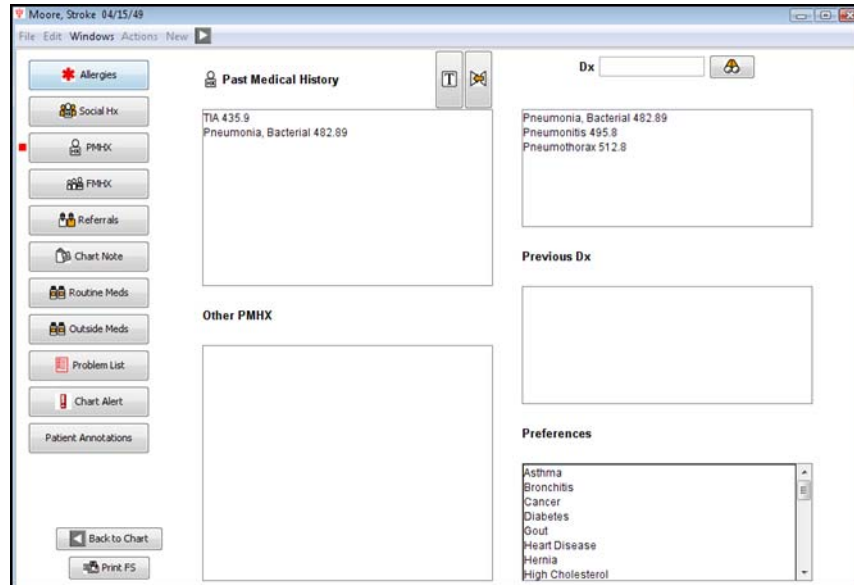 Moore, Stroke 04/15/49
File Edit Windows Actions New
Allergies
Social Hx
PMHX
FMHX
Referrals
Chart Note
Routine Meds
Outside Meds
Problem List
Chart Alert
Patient Annotations
Back to Chart
Print FS
Past Medical History
T
TIA 435.9
Pneumonia, Bacterial 482.89
Other PMHX
Dx
Pneumonia, Bacterial 482.89
Pneumonitis 495.8
Pneumothorax 512.8
Previous Dx
Preferences
Asthma
Bronchitis
Cancer
Diabetes
Gout
Heart Disease
Hernia
High Cholesterol